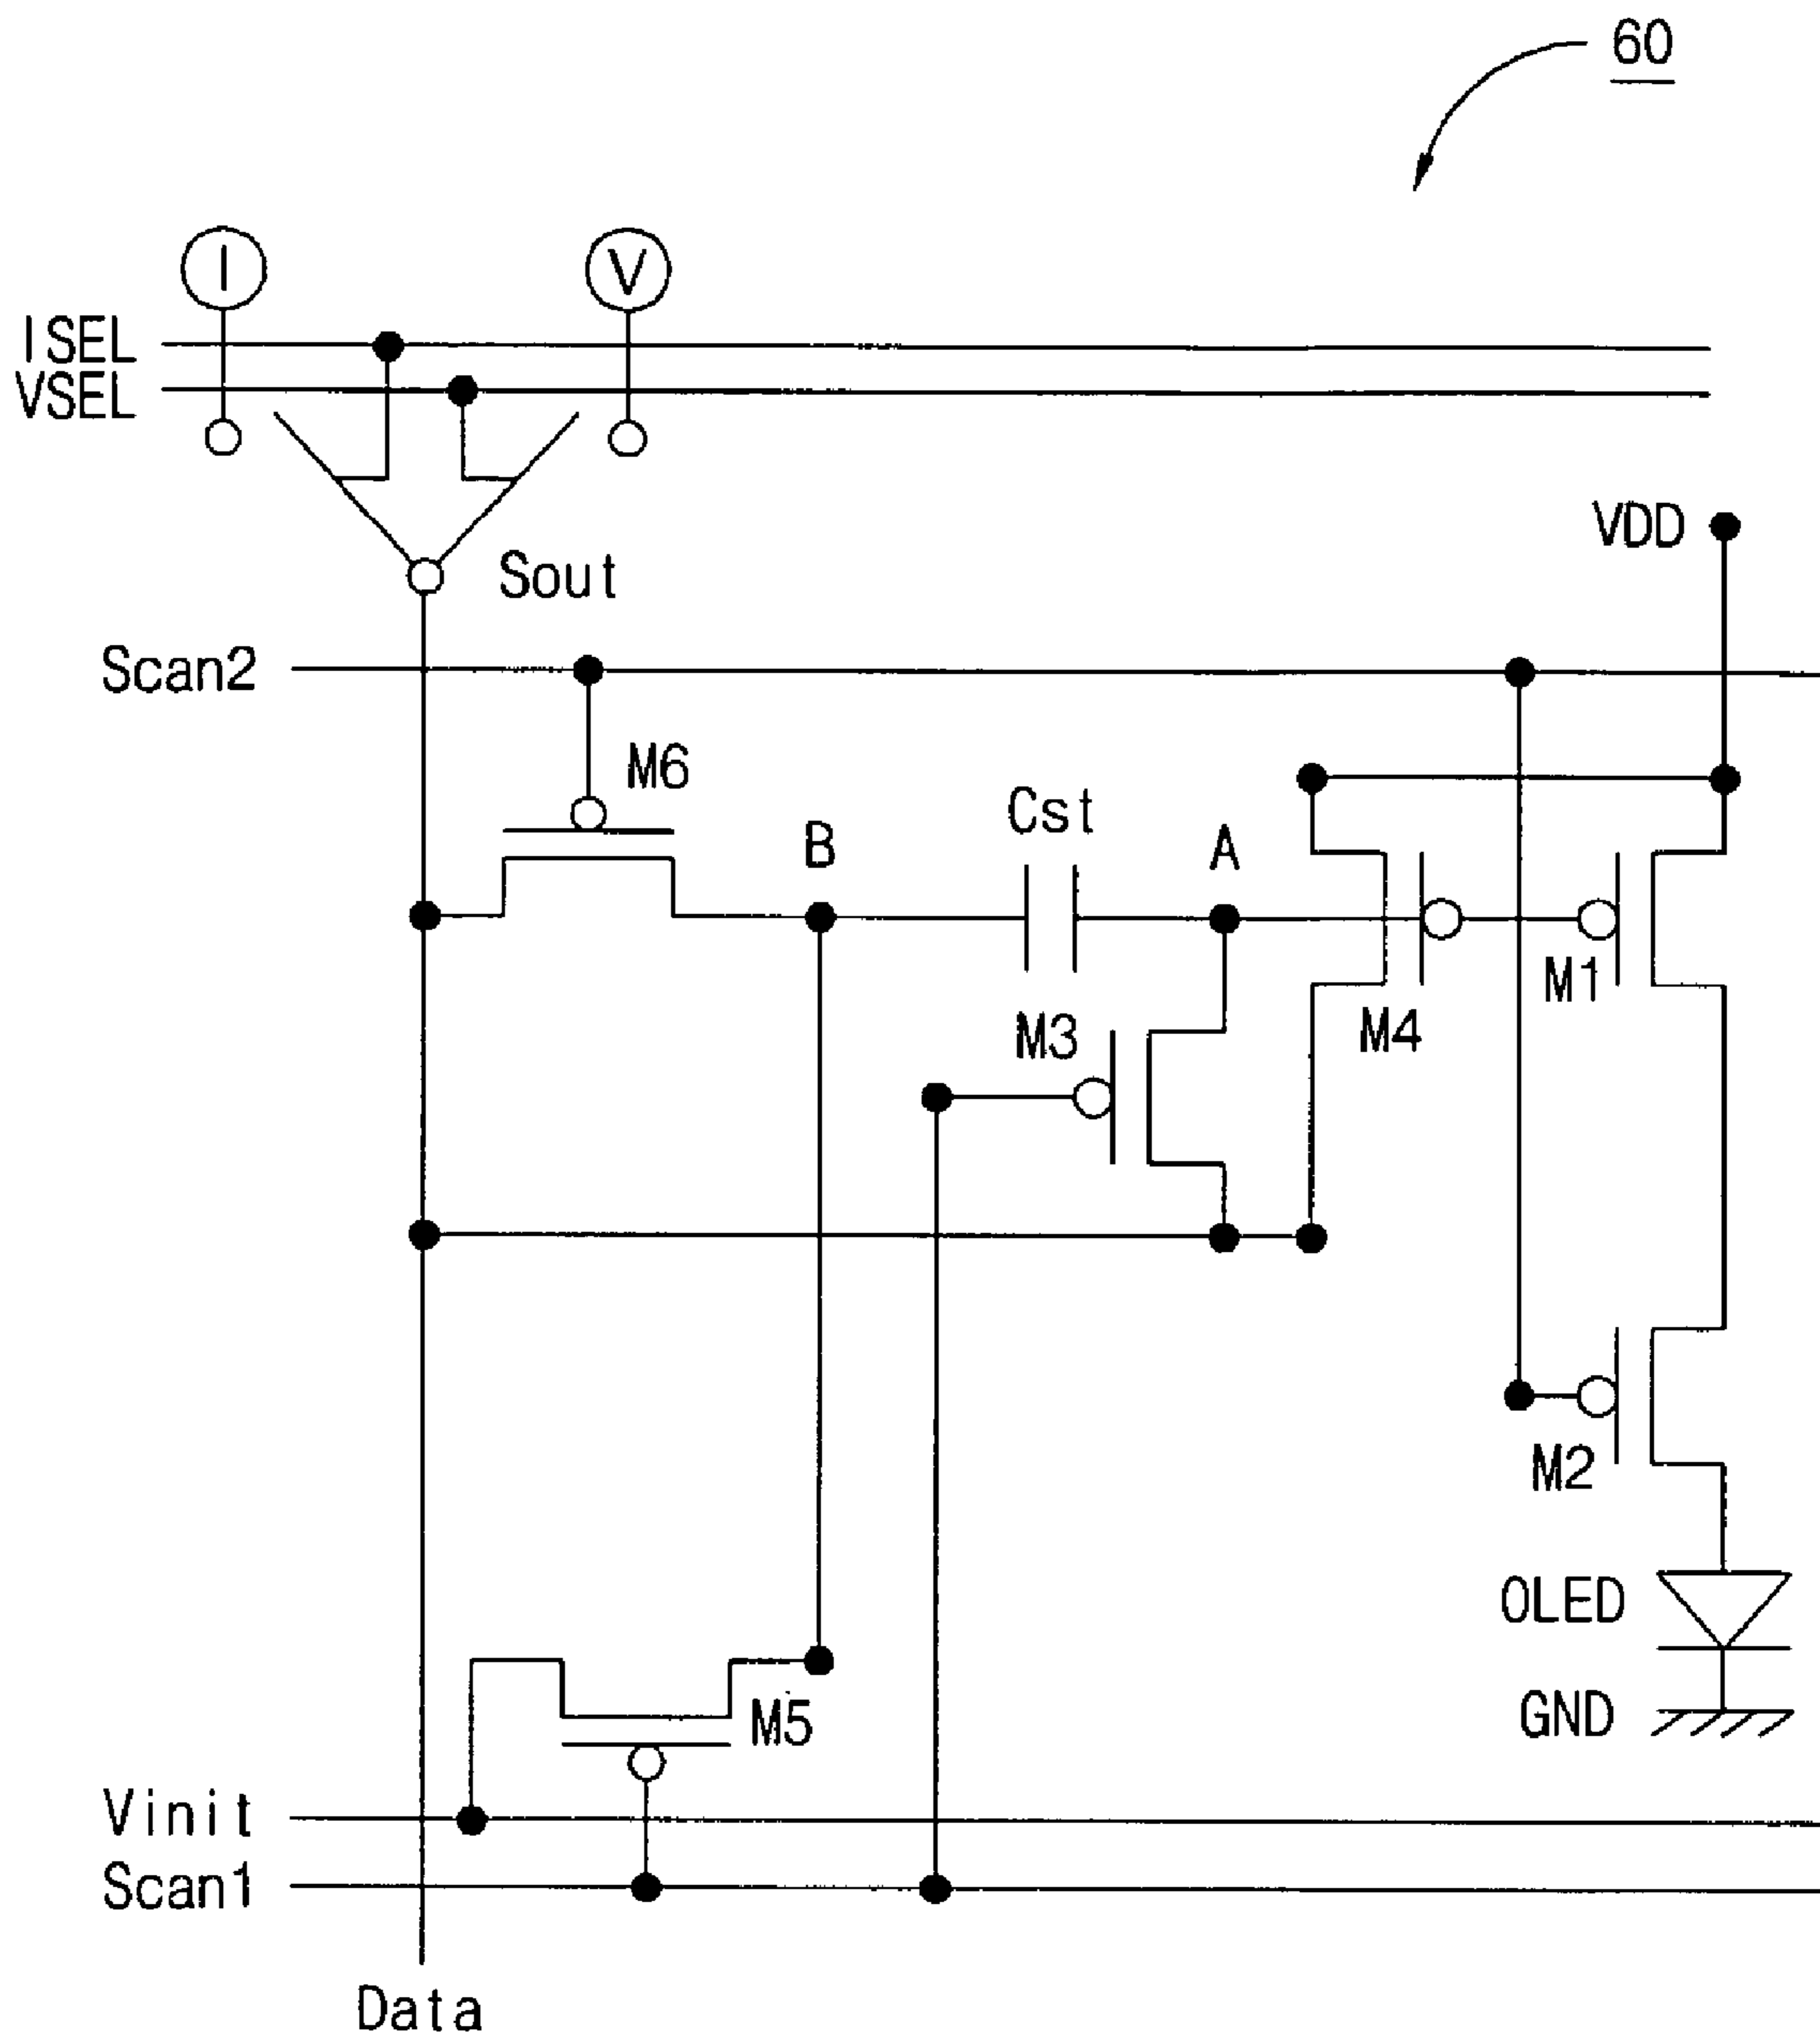 60
I
V
ISEL
VSEL
Sout
VDD
Scan2
M6
B
Cst
A
M1
M3
M4
M2
OLED
M5
GND
Vinit
Scan1
Data